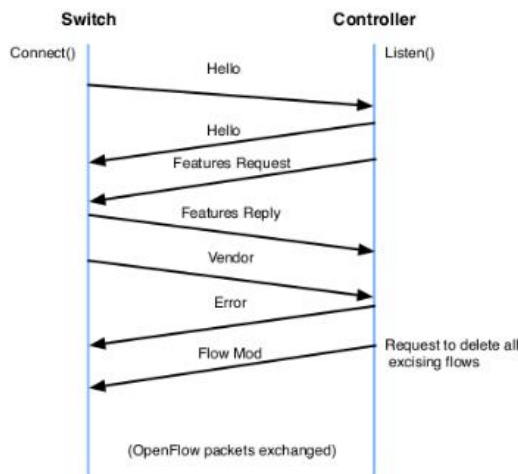 Switch
Controller
Connect()
Listen()
Hello
Hello
Features Request
Features Reply
Vendor
Error
Flow Mod
Request to delete all
excising flows
(OpenFlow packets exchanged)